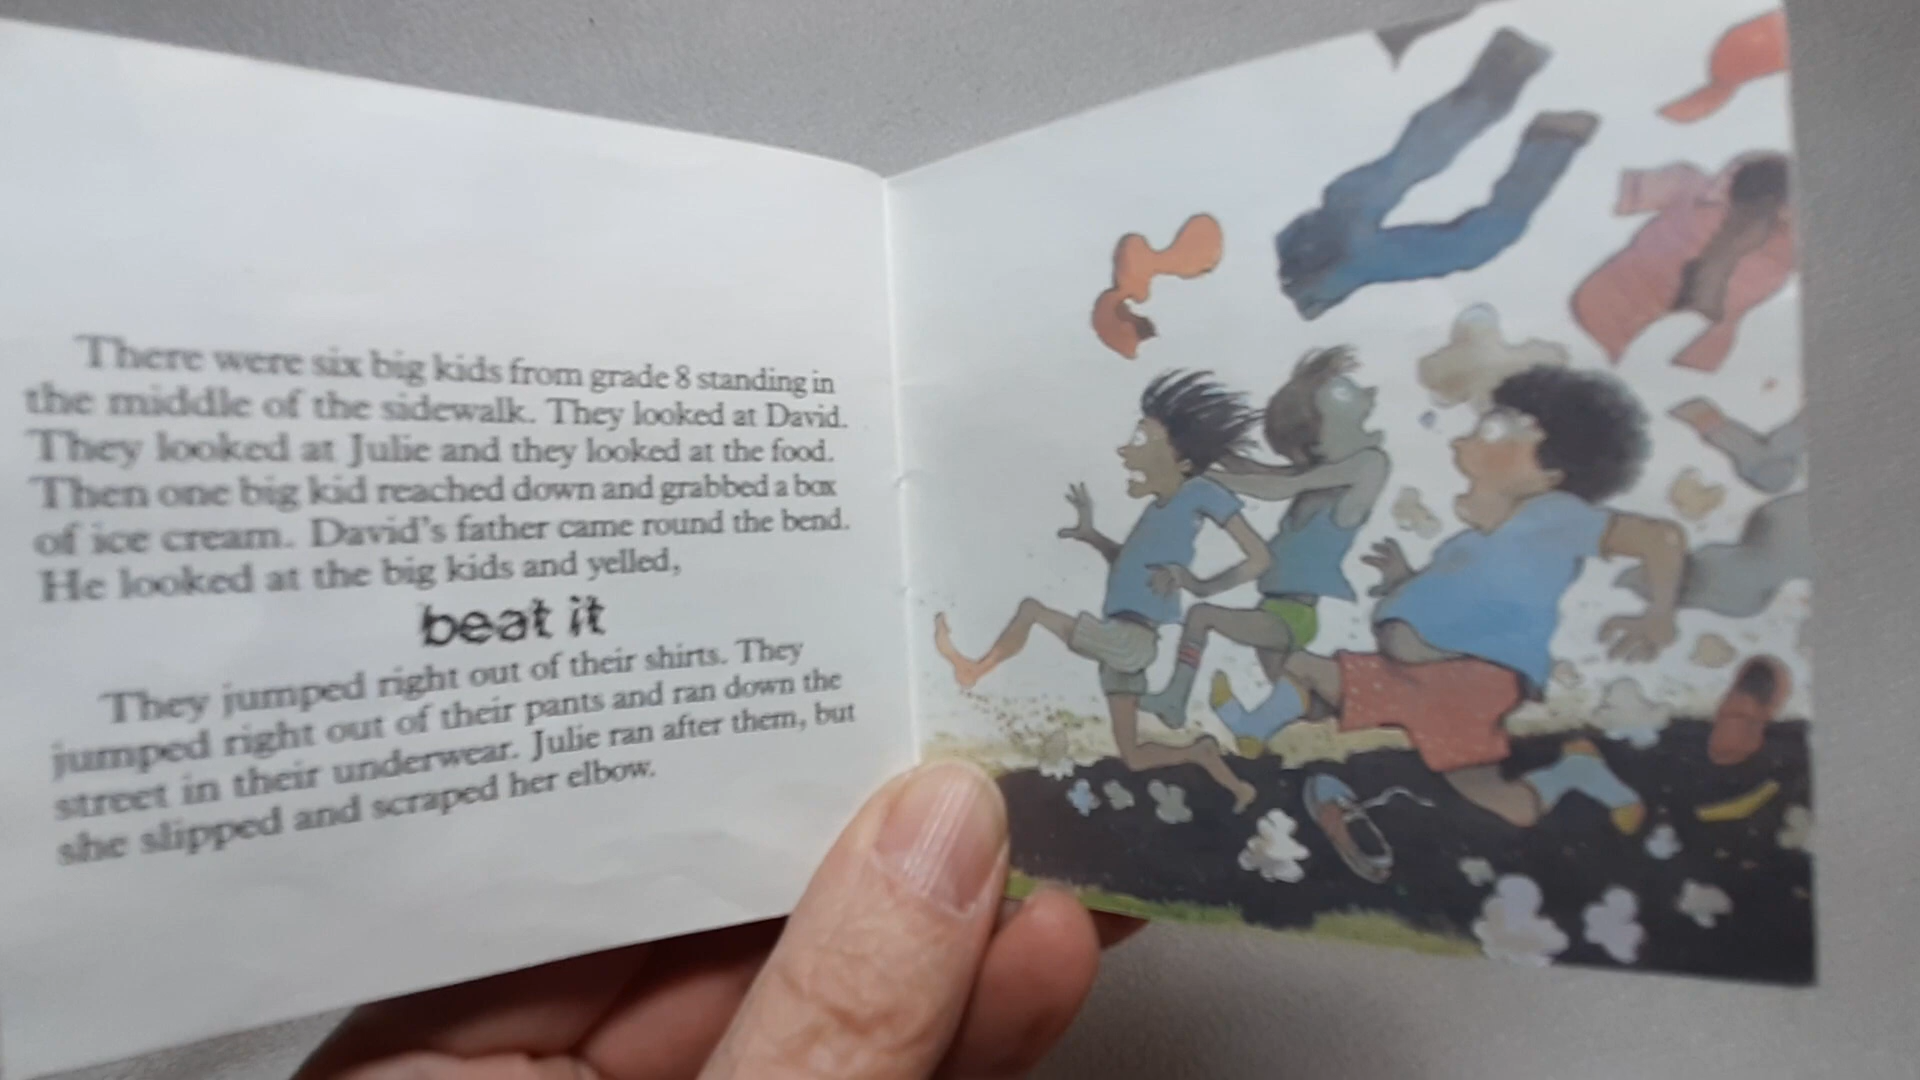 There were six big kids from grade 8 standing in
the middle of the sidewalk. They looked at David.
They looked at Julie and they looked at the food.
Then one big kid reached down and grabbed a box
of ice cream. David's father came round the bend.
He looked at the big kids and yelled,
beat it
They jumped right out of their shirts. They
jumped right out of their pants and ran down the
street in their underwear. Julie ran after them, but
she slipped and scraped her elbow.